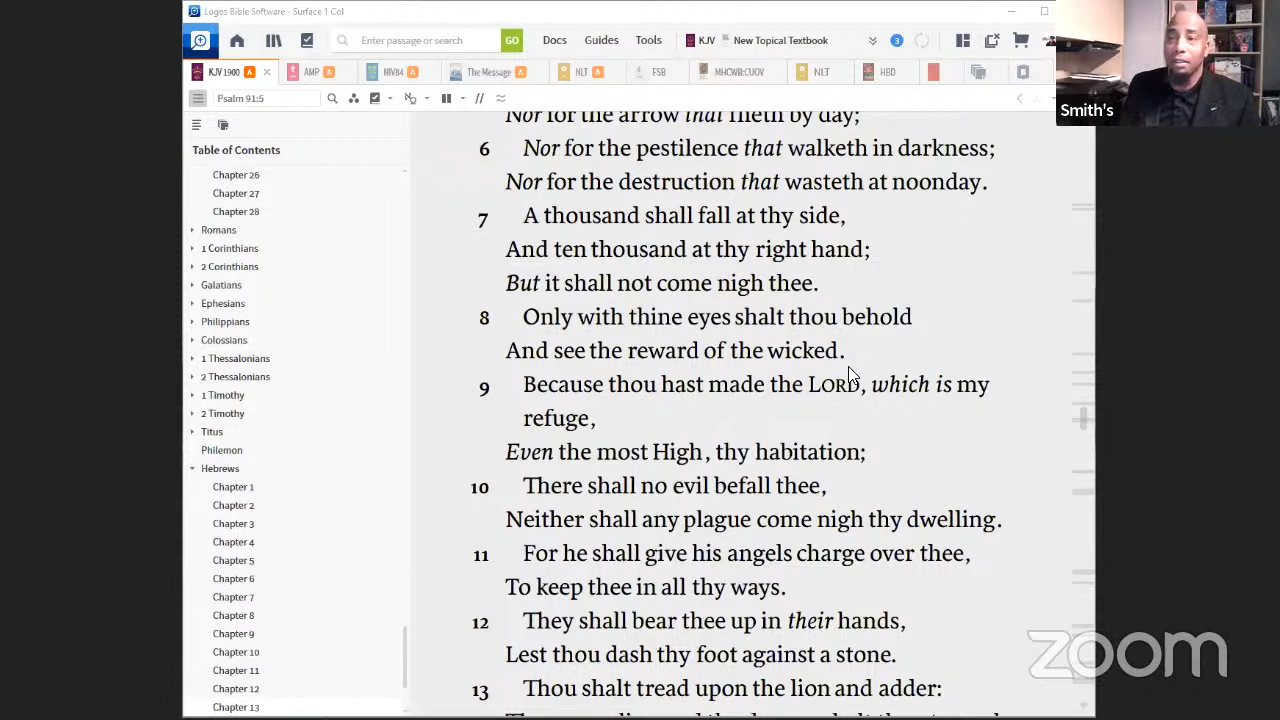 Logos Bible Software - Surface 1 Col
Enter passage or search
GO
Docs
Guides
Tools
KJV
New Topical Textbook
3
KJV 1900 A
AMP A
NIV84 A
The Message A
NLT A
FSB
MHCWB:CUOV
NLT
HBD
Psalm 91:5
Table of Contents
Chapter 26
Chapter 27
Chapter 28
Romans
1 Corinthians
2 Corinthians
Galatians
Ephesians
Philippians
Colossians
1 Thessalonians
2 Thessalonians
1 Timothy
2 Timothy
Titus
Philemon
Hebrews
Chapter 1
Chapter 2
Chapter 3
Chapter 4
Chapter 5
Chapter 6
Chapter 7
Chapter 8
Chapter 9
Chapter 10
Chapter 11
Chapter 12
Chapter 13
Nor for the arrow that flieth by day;
6 Nor for the pestilence that walketh in darkness;
Nor for the destruction that wasteth at noonday.
7 A thousand shall fall at thy side,
And ten thousand at thy right hand;
But it shall not come nigh thee.
8 Only with thine eyes shalt thou behold
And see the reward of the wicked.
9 Because thou hast made the LORD, which is my
refuge,
Even the most High, thy habitation;
10 There shall no evil befall thee,
Neither shall any plague come nigh thy dwelling.
11 For he shall give his angels charge over thee,
To keep thee in all thy ways.
12 They shall bear thee up in their hands,
Lest thou dash thy foot against a stone.
13 Thou shalt tread upon the lion and adder:
Smith's
zoom